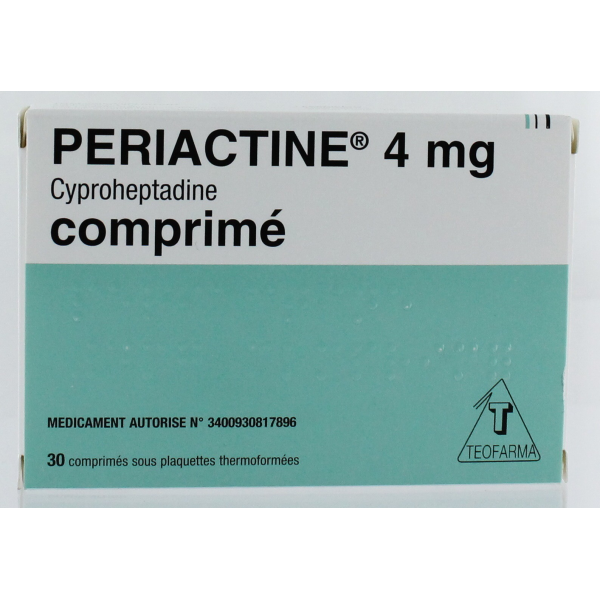 PERIACTINE® 4 mg
Cyproheptadine
comprimé
MEDICAMENT AUTORISE N° 3400930817896
30 comprimés sous plaquettes thermoformées
T
TEOFARMA